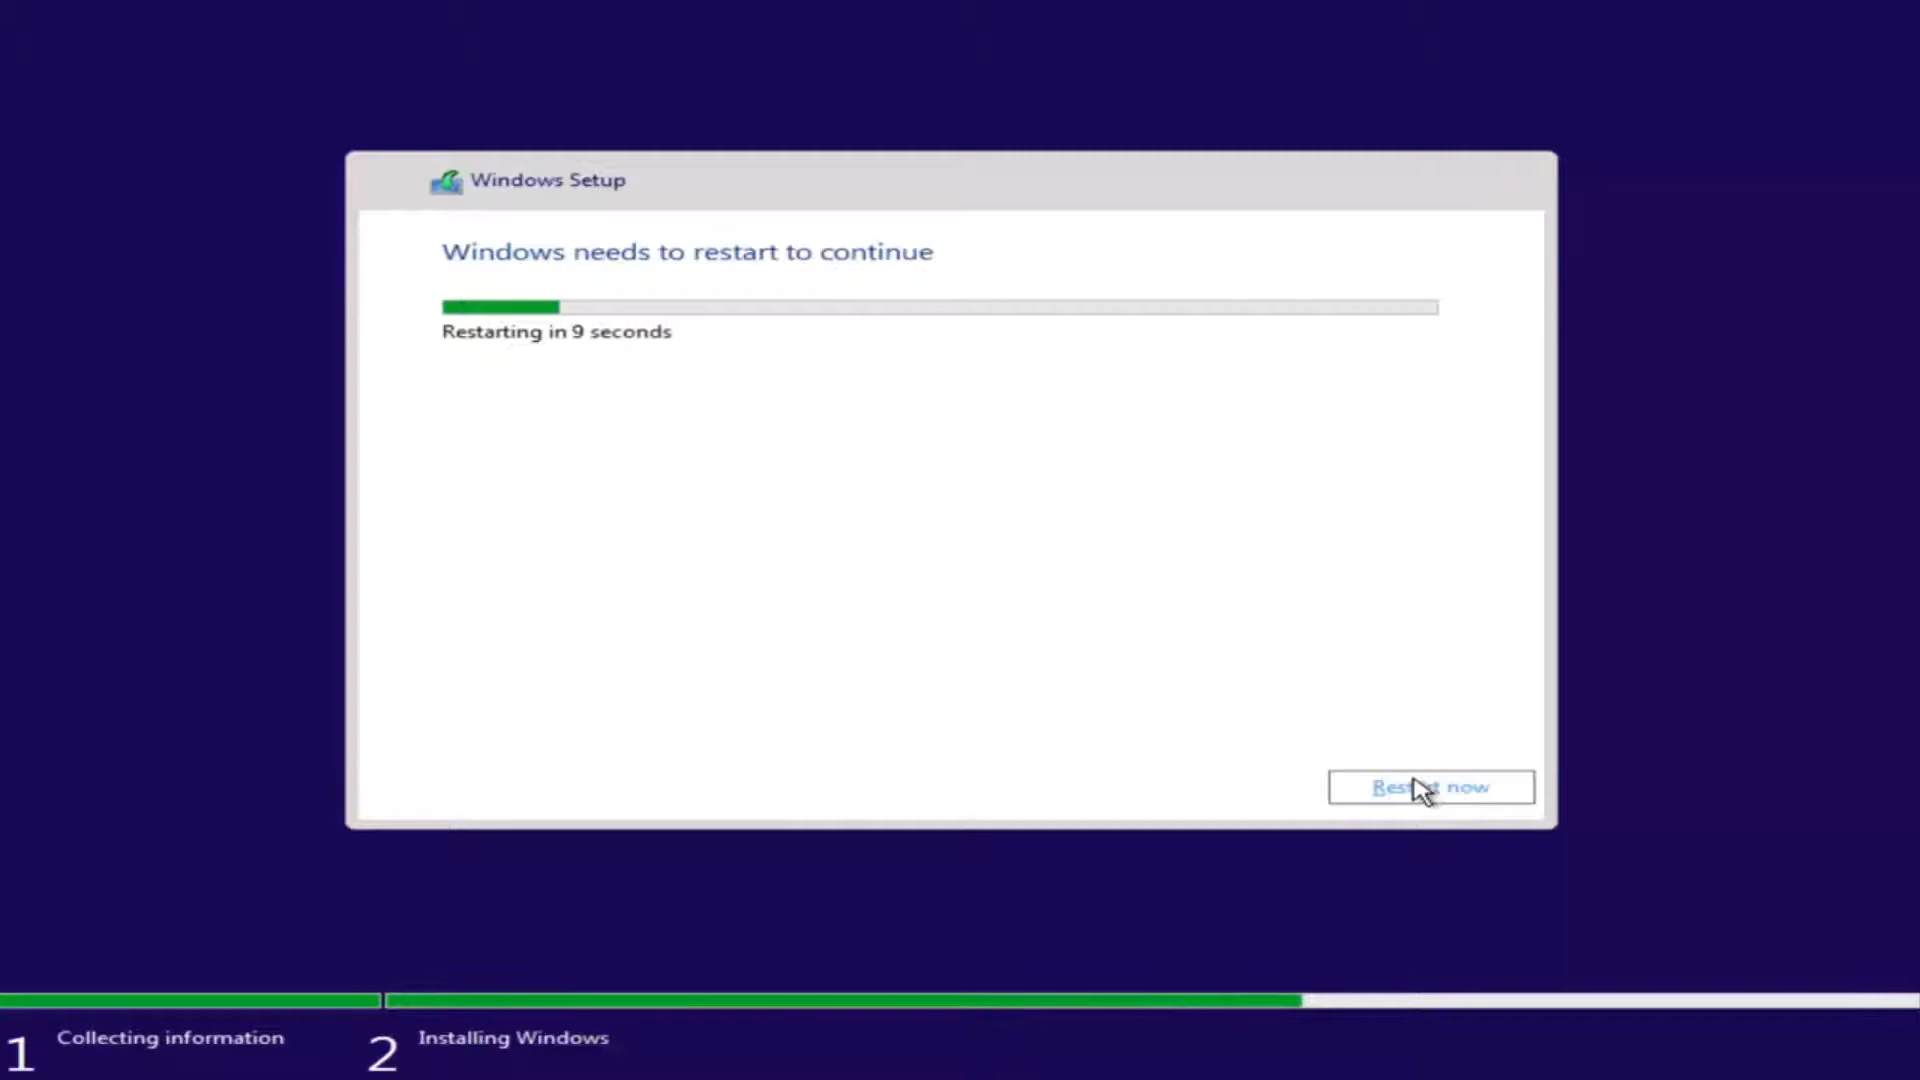 Windows Setup
Windows needs to restart to continue
Restarting in 9 seconds
Restart now
1 Collecting information
2 Installing Windows